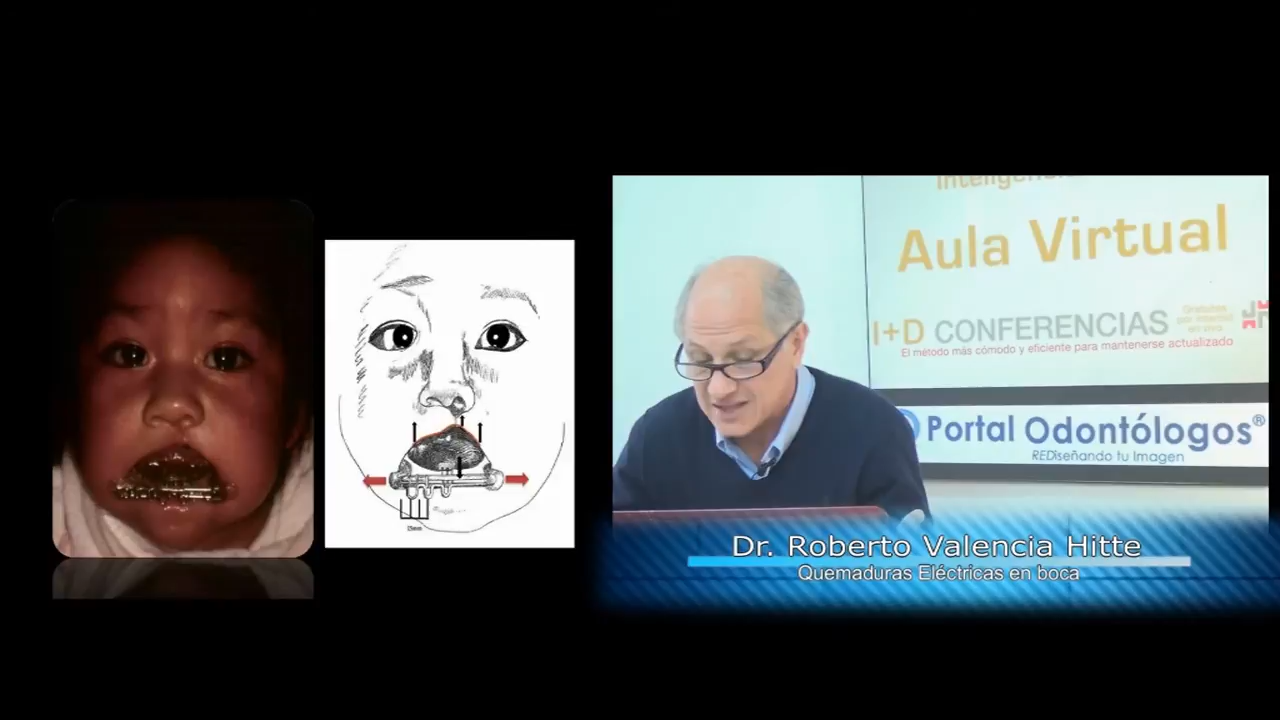 Aula Virtual
I+D CONFERENCIAS
El método más cómodo y eficiente para mantenerse actualizado
Portal Odontólogos®
REDiseñando tu Imagen
Dr. Roberto Valencia Hitte
Quemaduras Eléctricas en boca